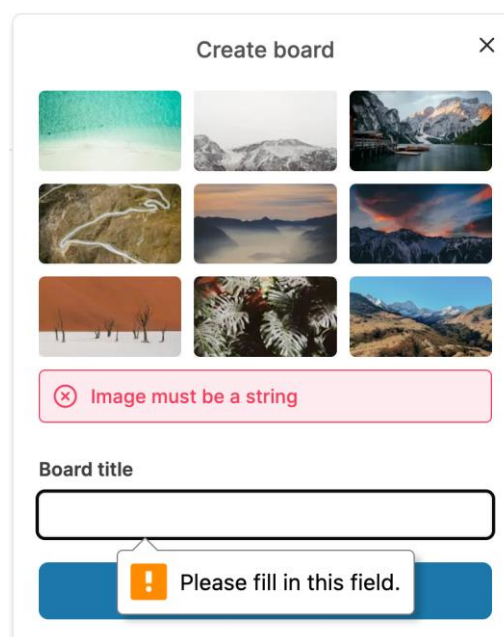 Create board
Image must be a string
Board title
Please fill in this field.